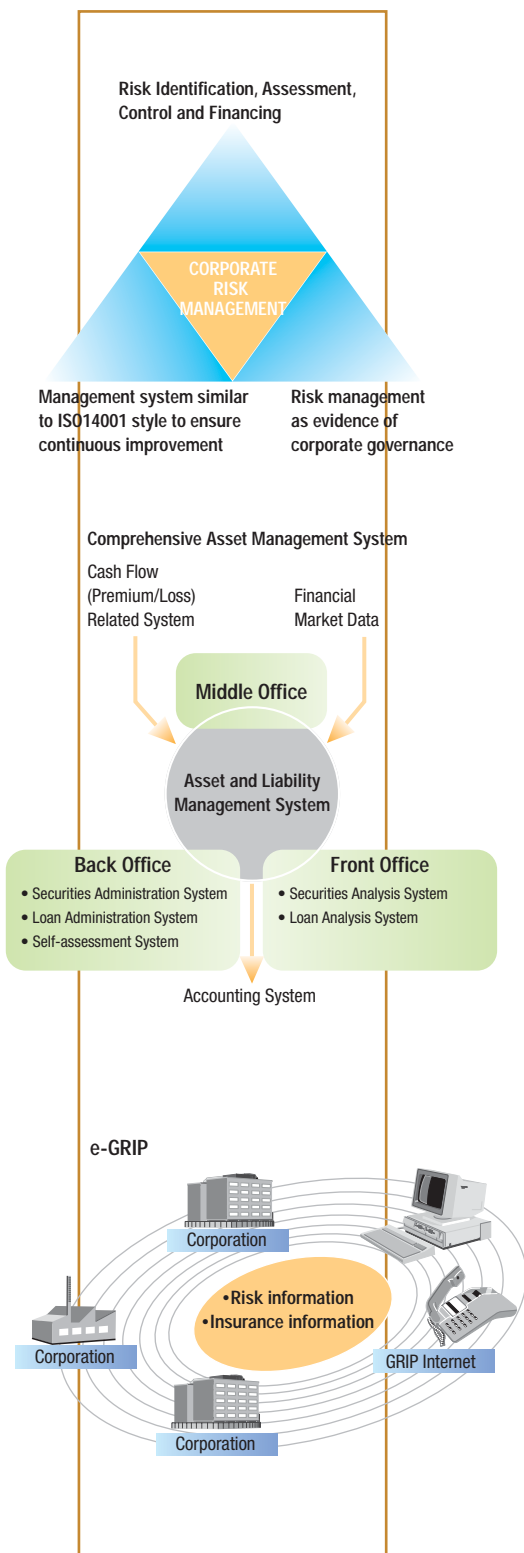 Risk Identification, Assessment,
Control and Financing
CORPORATE
RISK
MANAGEMENT
Management system similar
to ISO14001 style to ensure
continuous improvement
Risk management
as evidence of
corporate governance
Comprehensive Asset Management System
Cash Flow
(Premium/Loss)
Related System
Financial
Market Data
Middle Office
Asset and Liability
Management System
Back Office
• Securities Administration System
• Loan Administration System
• Self-assessment System
Front Office
• Securities Analysis System
• Loan Analysis System
Accounting System
e-GRIP
Corporation
•Risk information
•Insurance information
Corporation
GRIP Internet
Corporation